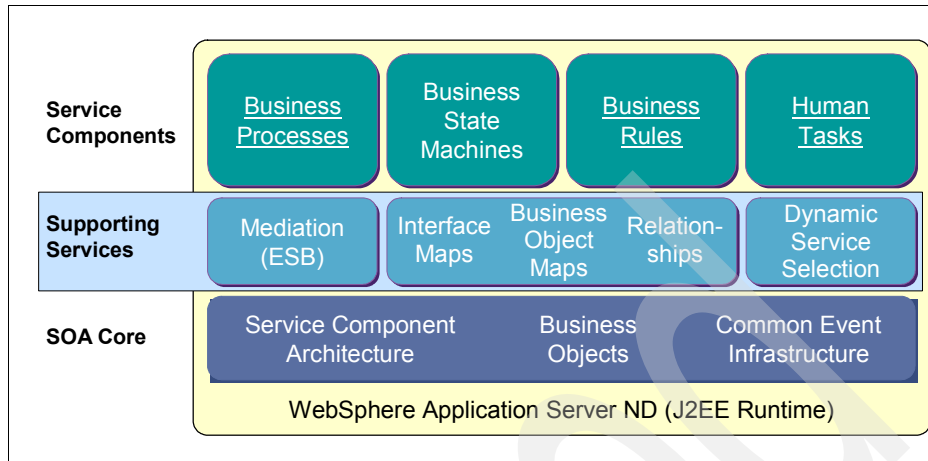 Service
Components
Business
Processes
Business
State
Machines
Business
Rules
Human
Tasks
Supporting
Services
Mediation
(ESB)
Interface
Maps
Business
Object
Maps
Relation-
ships
Dynamic
Service
Selection
SOA Core
Service Component
Architecture
Business
Objects
Common Event
Infrastructure
WebSphere Application Server ND (J2EE Runtime)